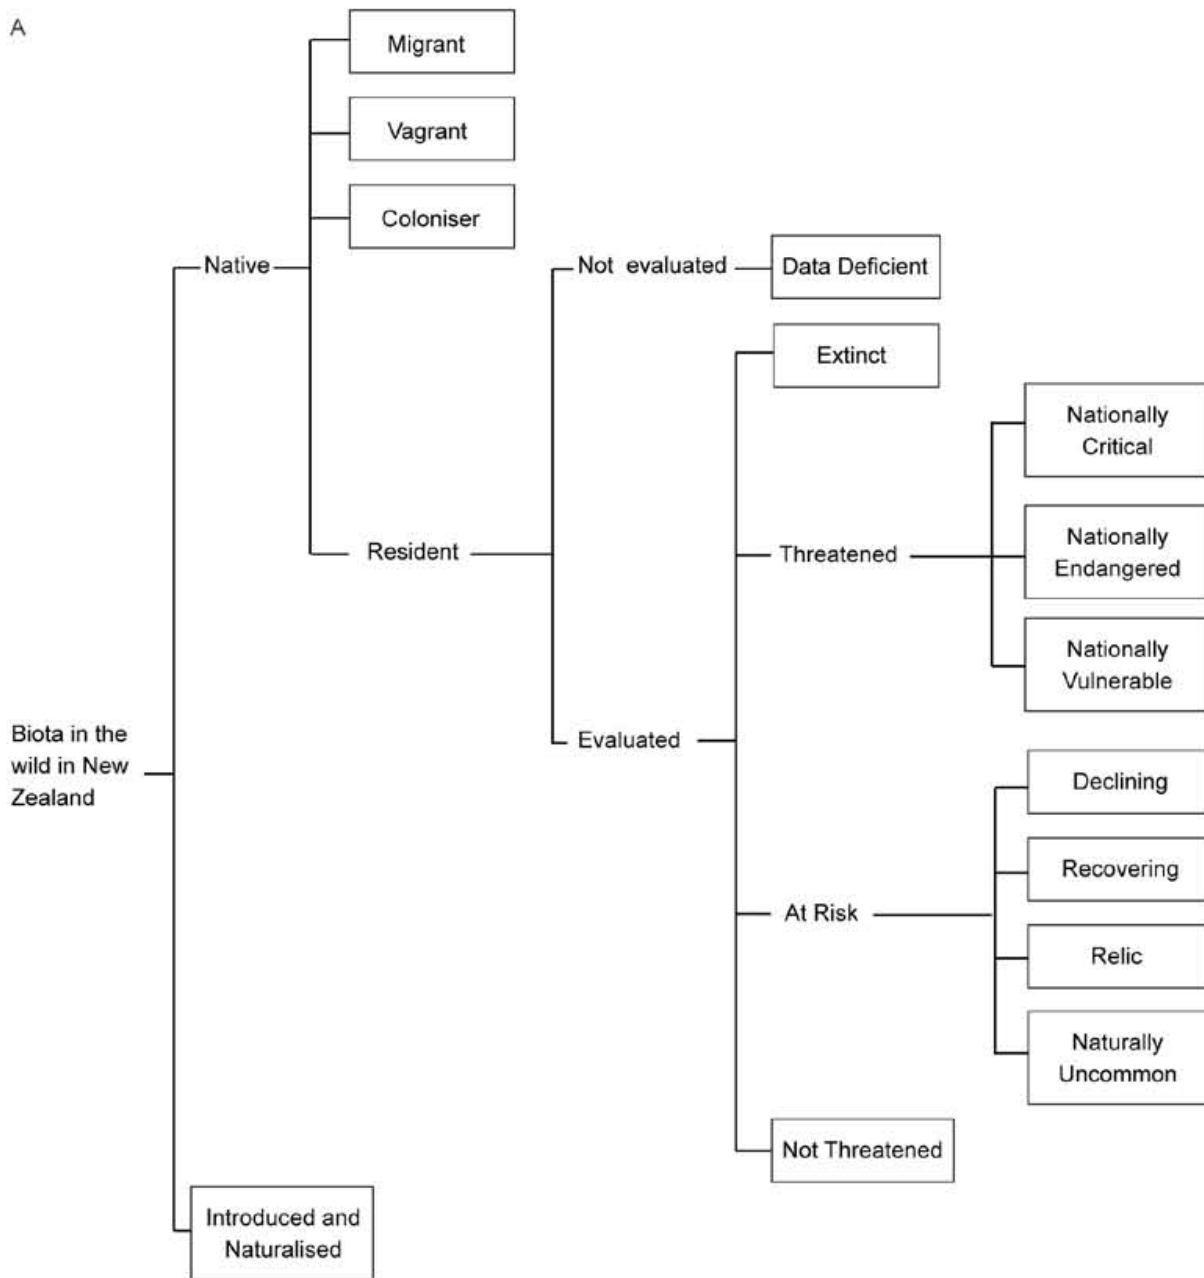 A
Migrant
Vagrant
Coloniser
Native
Not evaluated
Data Deficient
Extinct
Nationally
Critical
Nationally
Endangered
Nationally
Vulnerable
Resident
Threatened
Evaluated
Biota in the
wild in New
Zealand
Declining
Recovering
At Risk
Relic
Naturally
Uncommon
Not Threatened
Introduced and
Naturalised